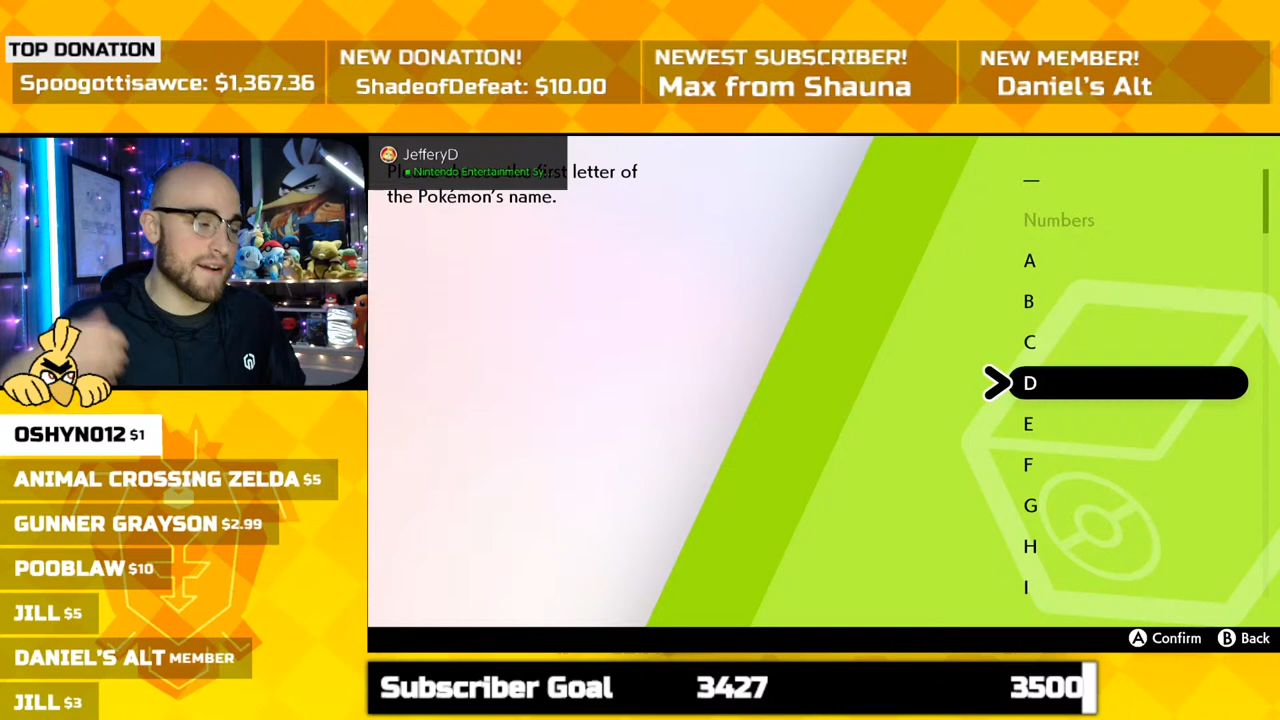 TOP DONATION
Spoogottisawce: $1,367.36
NEW DONATION!
ShadeofDefeat: $10.00
NEWEST SUBSCRIBER!
Max from Shauna
NEW MEMBER!
Daniel's Alt
JefferyD
Nintendo Entertainment Sy...
letter of
the Pokémon's name.
—
Numbers
A
B
C
D
E
F
G
H
I
A Confirm B Back
OSHYN012 $1
ANIMAL CROSSING ZELDA $5
GUNNER GRAYSON $2.99
POOBLAW $10
JILL $5
DANIEL'S ALT MEMBER
JILL $3
Subscriber Goal 3427 3500